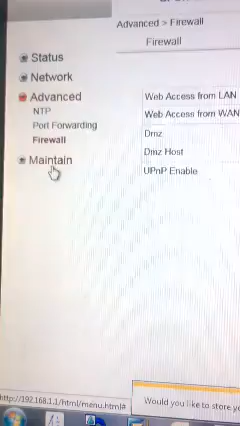 Advanced > Firewall
Firewall
Status
Network
Advanced
NTP
Port Forwarding
Firewall
Maintain
Web Access from LAN
Web Access from WAN
Dmz
Dmz Host
UPnP Enable
http://192.168.1.1/html/menu.html#
Would you like to store y